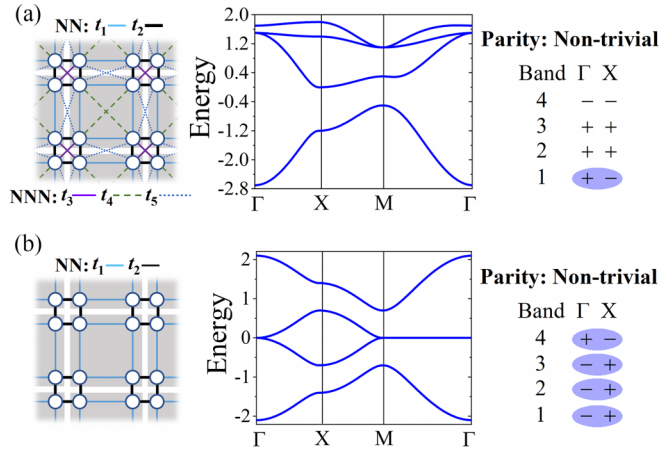 (a)
NN: t₁ t₂
NNN: t₃ t₄ t₅
Energy
2.0
1.2
0.4
-0.4
-1.2
-2.0
-2.8
Γ X M Γ
Parity: Non-trivial
Band Γ X
4 − −
3 + +
2 + +
1 + −
(b)
NN: t₁ t₂
Energy
2
1
0
-1
-2
Γ X M Γ
Parity: Non-trivial
Band Γ X
4 + −
3 − +
2 − +
1 − +